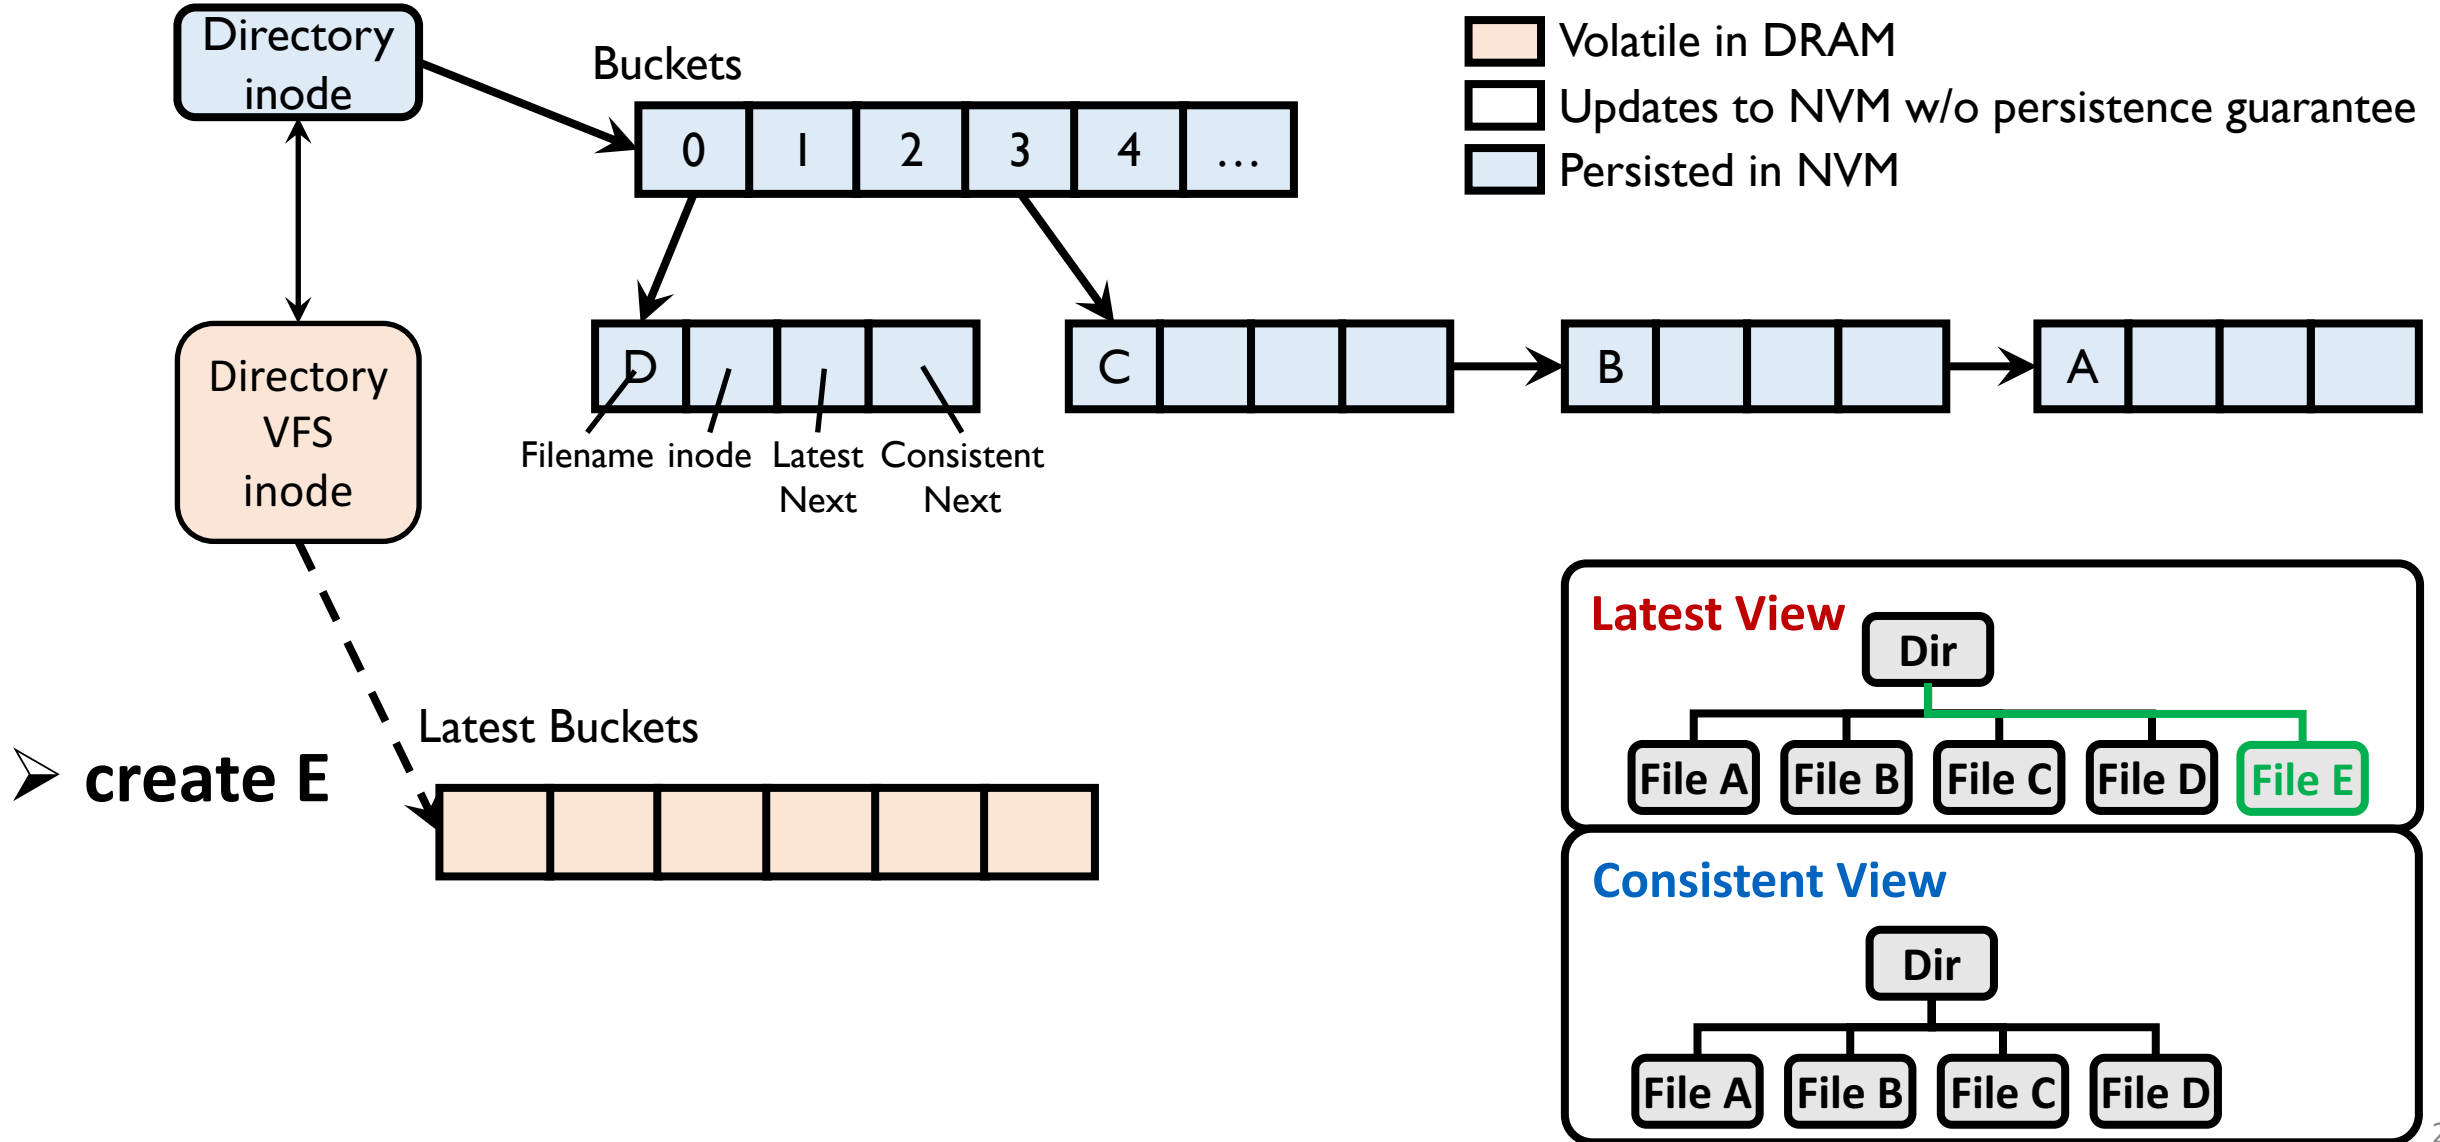 Directory
inode
Buckets
0 1 2 3 4 ...
Volatile in DRAM
Updates to NVM w/o persistence guarantee
Persisted in NVM
D
C
B
A
Filename inode Latest Next Consistent Next
Directory
VFS
inode
Latest Buckets
➢ create E
Latest View
Dir
File A File B File C File D File E
Consistent View
Dir
File A File B File C File D